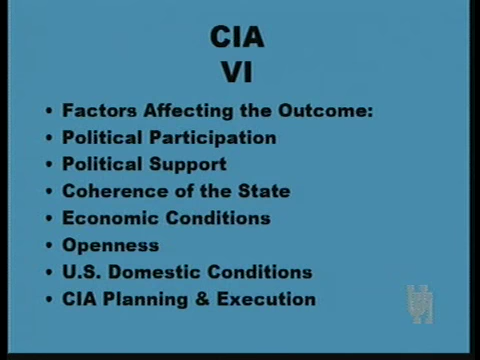 CIA
VI
• Factors Affecting the Outcome:
• Political Participation
• Political Support
• Coherence of the State
• Economic Conditions
• Openness
• U.S. Domestic Conditions
• CIA Planning & Execution